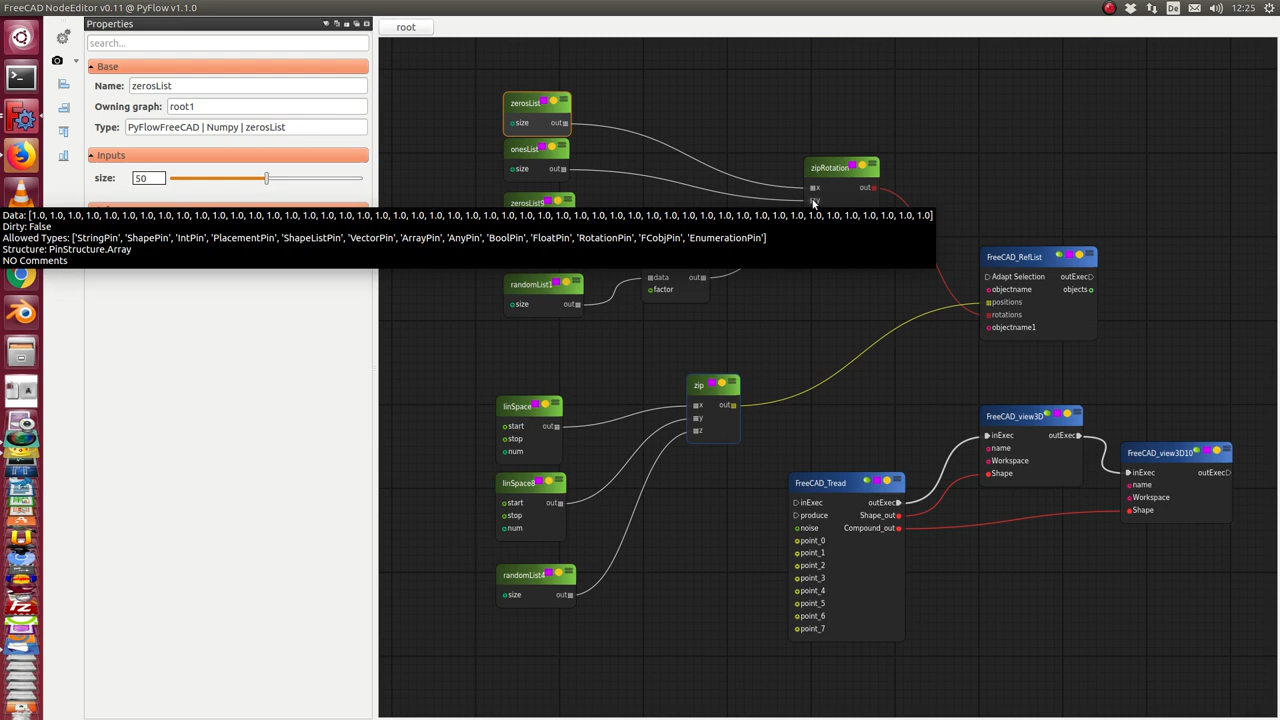 FreeCAD NodeEditor v0.11 @ PyFlow v1.1.0
De
12:25
Properties
search...
Base
Name: zerosList
Owning graph: root1
Type: PyFlowFreeCAD | Numpy | zerosList
Inputs
size: 50
root
zerosList
size out
onesList
size out
zerosList9
zipRotation
x out
Data: [1.0, 1.0, 1.0, 1.0, 1.0, 1.0, 1.0, 1.0, 1.0, 1.0, 1.0, 1.0, 1.0, 1.0, 1.0, 1.0, 1.0, 1.0, 1.0, 1.0, 1.0, 1.0, 1.0, 1.0, 1.0, 1.0, 1.0, 1.0, 1.0, 1.0, 1.0, 1.0, 1.0, 1.0, 1.0, 1.0, 1.0, 1.0, 1.0, 1.0, 1.0, 1.0, 1.0, 1.0, 1.0, 1.0, 1.0, 1.0, 1.0, 1.0]
Dirty: False
Allowed Types: ['StringPin', 'ShapePin', 'IntPin', 'PlacementPin', 'ShapeListPin', 'VectorPin', 'ArrayPin', 'AnyPin', 'BoolPin', 'FloatPin', 'RotationPin', 'FCobjPin', 'EnumerationPin']
Structure: PinStructure.Array
NO Comments
data out
factor
randomList1
size out
FreeCAD_RefList
Adapt Selection outExec
objectname objects
positions
rotations
objectname1
zip
x out
y
z
linSpace
start out
stop
num
linSpace8
start out
stop
num
randomList4
size out
FreeCAD_view3D
inExec outExec
name
Workspace
Shape
FreeCAD_view3D10
inExec outExec
name
Workspace
Shape
FreeCAD_Tread
inExec outExec
produce Shape_out
noise Compound_out
point_0
point_1
point_2
point_3
point_4
point_5
point_6
point_7